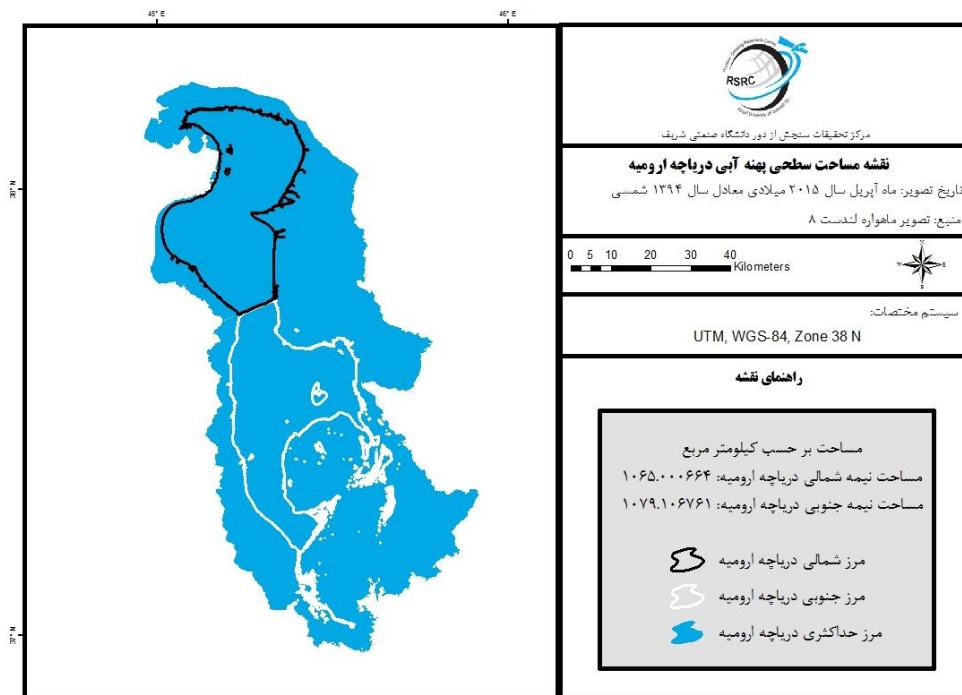 45° E
46° E
38° N
37° N
RSRC
مرکز تحقیقات سنجش از دور دانشگاه صنعتی شریف
نقشه مساحت سطحی پهنه آبی دریاچه ارومیه
تاریخ تصویر: ماه آپریل سال ۲۰۱۵ میلادی معادل سال ۱۳۹۴ شمسی
منبع: تصویر ماهواره لندست ۸
0 5 10 20 30 40
Kilometers
سیستم مختصات:
UTM, WGS-84, Zone 38 N
راهنمای نقشه
مساحت بر حسب کیلومتر مربع
مساحت نیمه شمالی دریاچه ارومیه: ۱۰۶۵.۰۰۰۶۶۴
مساحت نیمه جنوبی دریاچه ارومیه: ۱۰۷۹.۱۰۶۷۶۱
مرز شمالی دریاچه ارومیه
مرز جنوبی دریاچه ارومیه
مرز حداکثری دریاچه ارومیه